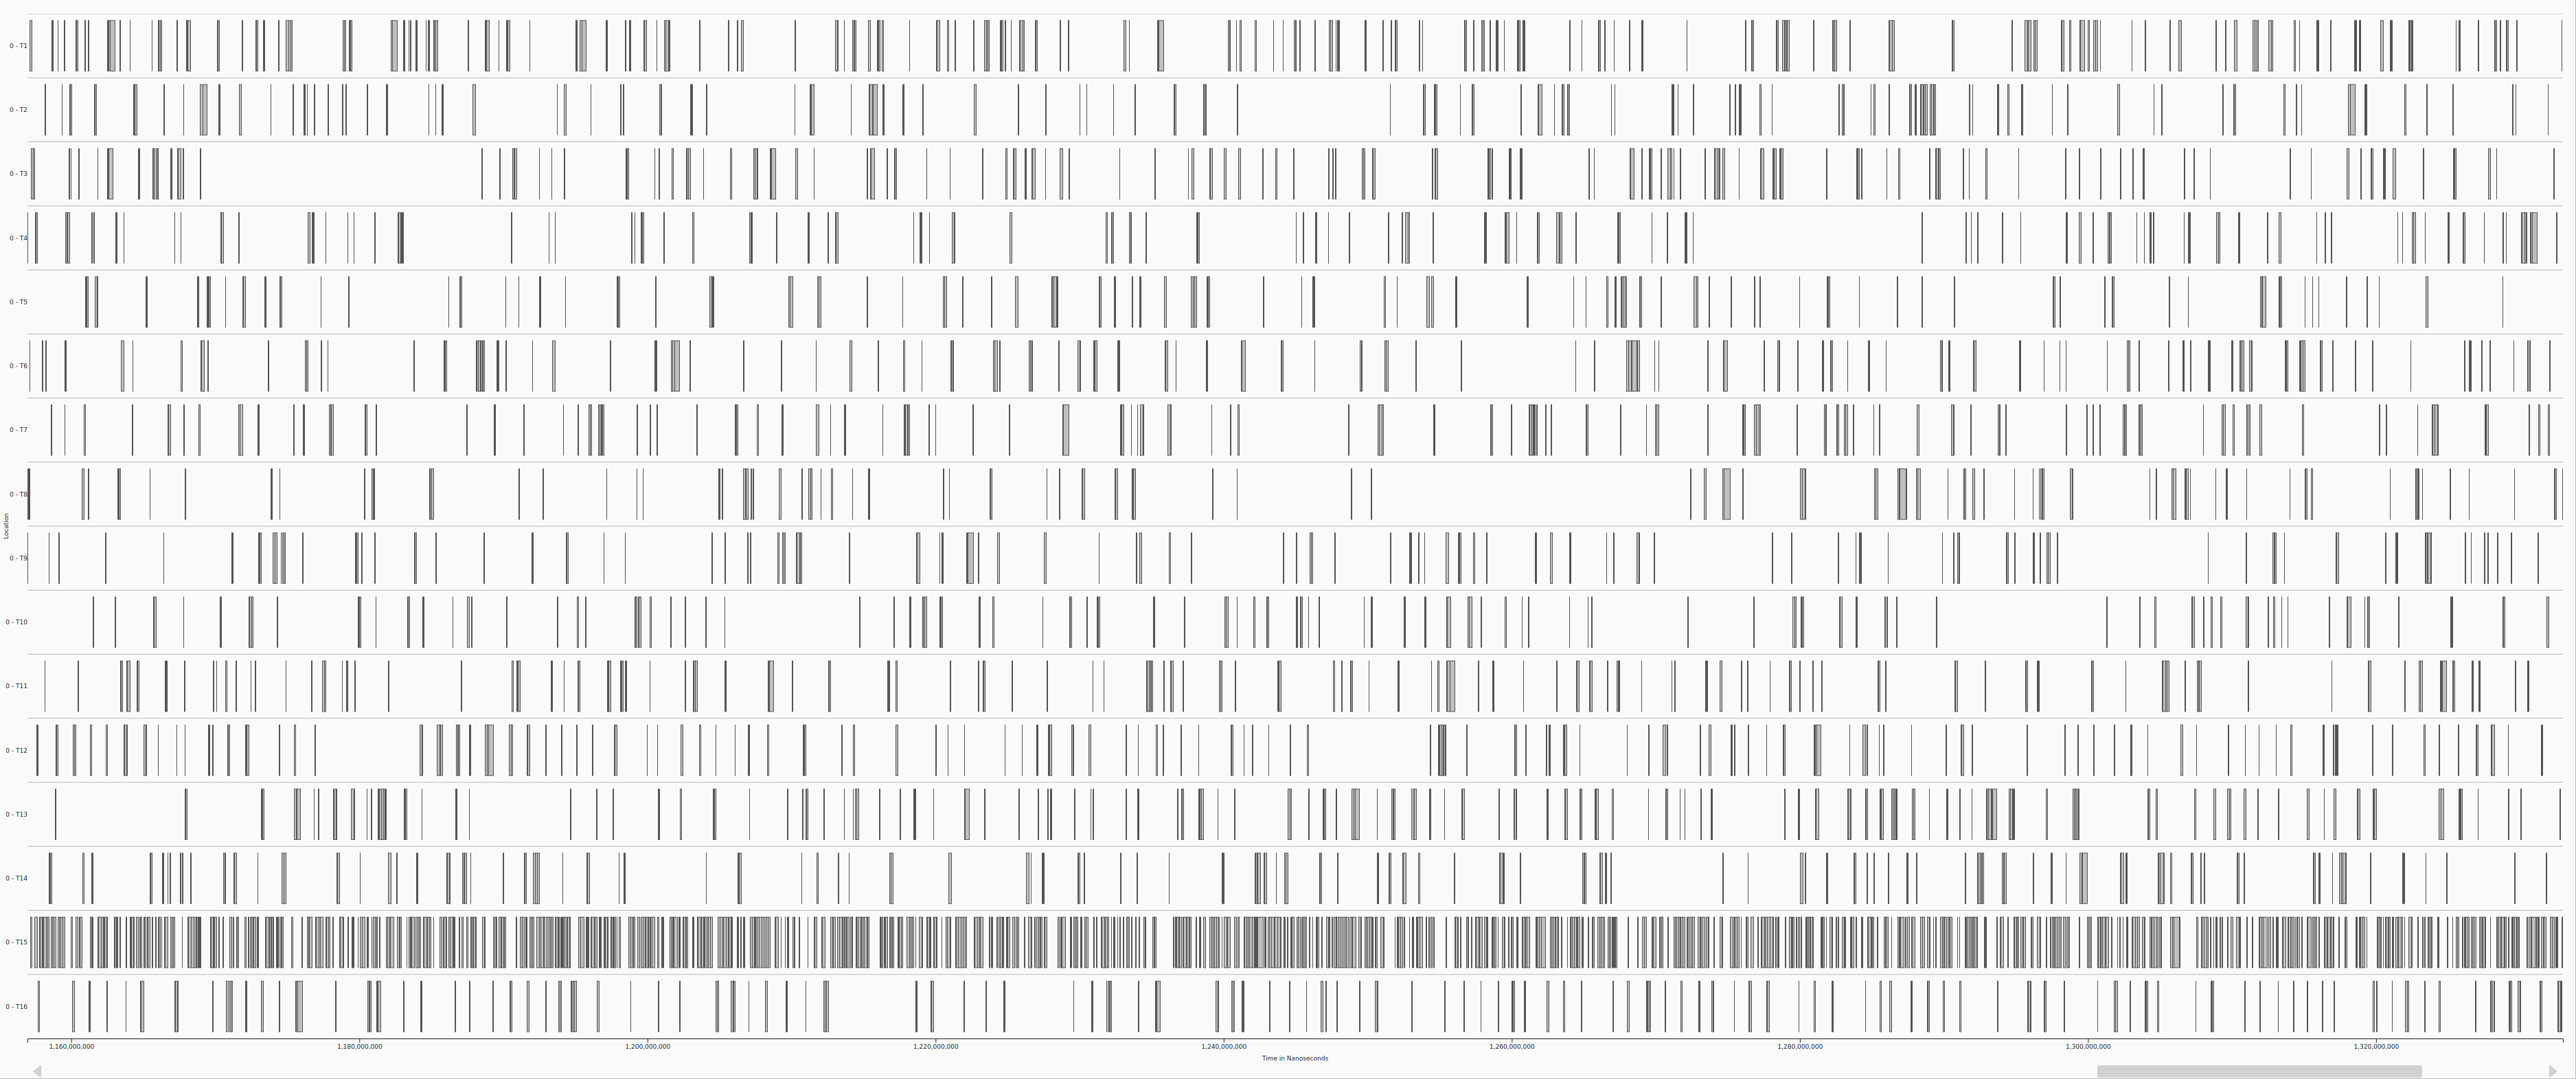 0 - T1
0 - T2
0 - T3
0 - T4
0 - T5
0 - T6
0 - T7
0 - T8
Location
0 - T9
0 - T10
0 - T11
0 - T12
0 - T13
0 - T14
0 - T15
0 - T16
1,160,000,000 1,180,000,000 1,200,000,000 1,220,000,000 1,240,000,000 1,260,000,000 1,280,000,000 1,300,000,000 1,320,000,000
Time in Nanoseconds